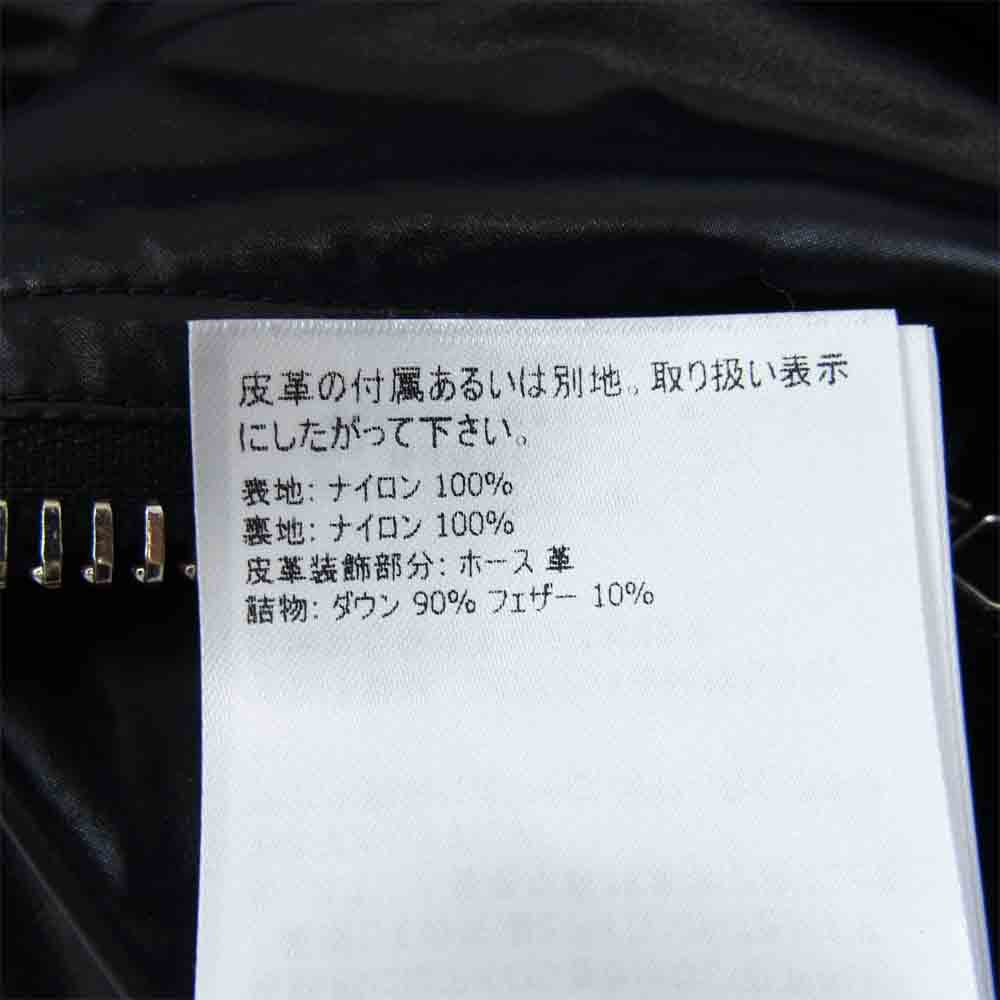 皮革の付属あるいは別地。取り扱い表示
にしたがって下さい。
表地: ナイロン 100%
裏地: ナイロン 100%
皮革装飾部分: ホース 革
詰物: ダウン 90% フェザー 10%